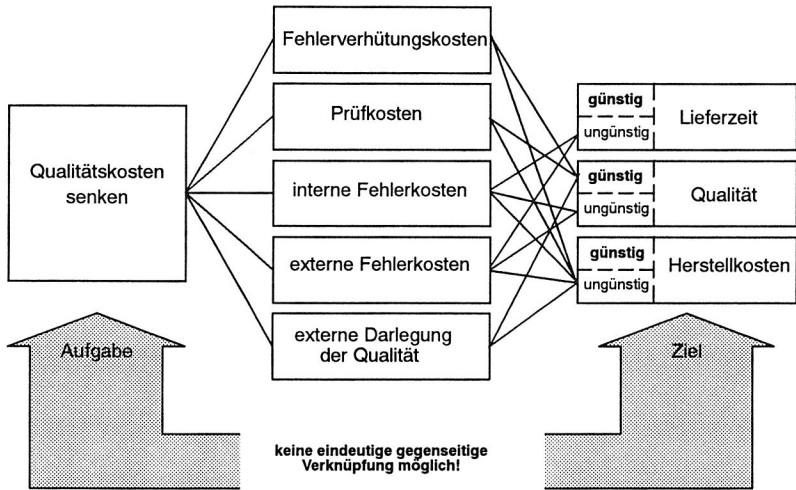 Fehlerverhütungskosten
Prüfkosten
interne Fehlerkosten
externe Fehlerkosten
externe Darlegung
der Qualität
Qualitätskosten
senken
günstig
ungünstig
Lieferzeit
günstig
ungünstig
Qualität
günstig
ungünstig
Herstellkosten
Aufgabe
Ziel
keine eindeutige gegenseitige
Verknüpfung möglich!